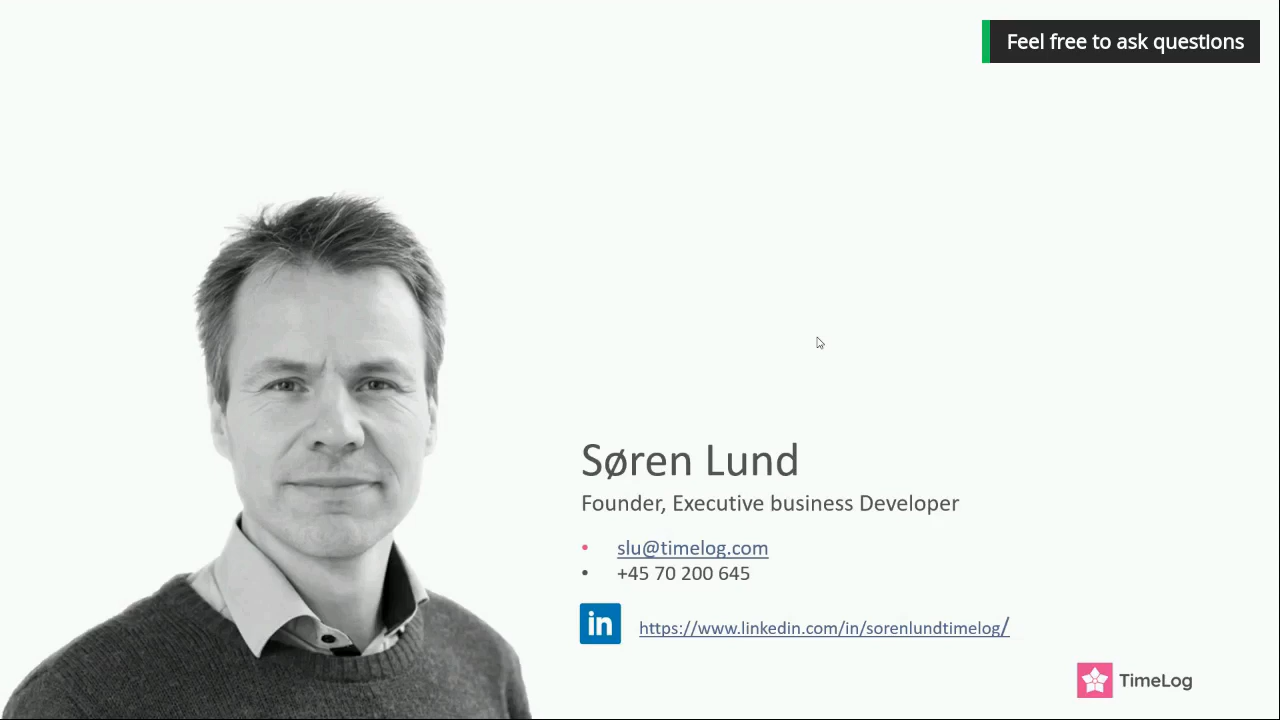 Feel free to ask questions
Søren Lund
Founder, Executive business Developer
• slu@timelog.com
• +45 70 200 645
in https://www.linkedin.com/in/sorenlundtimelog/
TimeLog